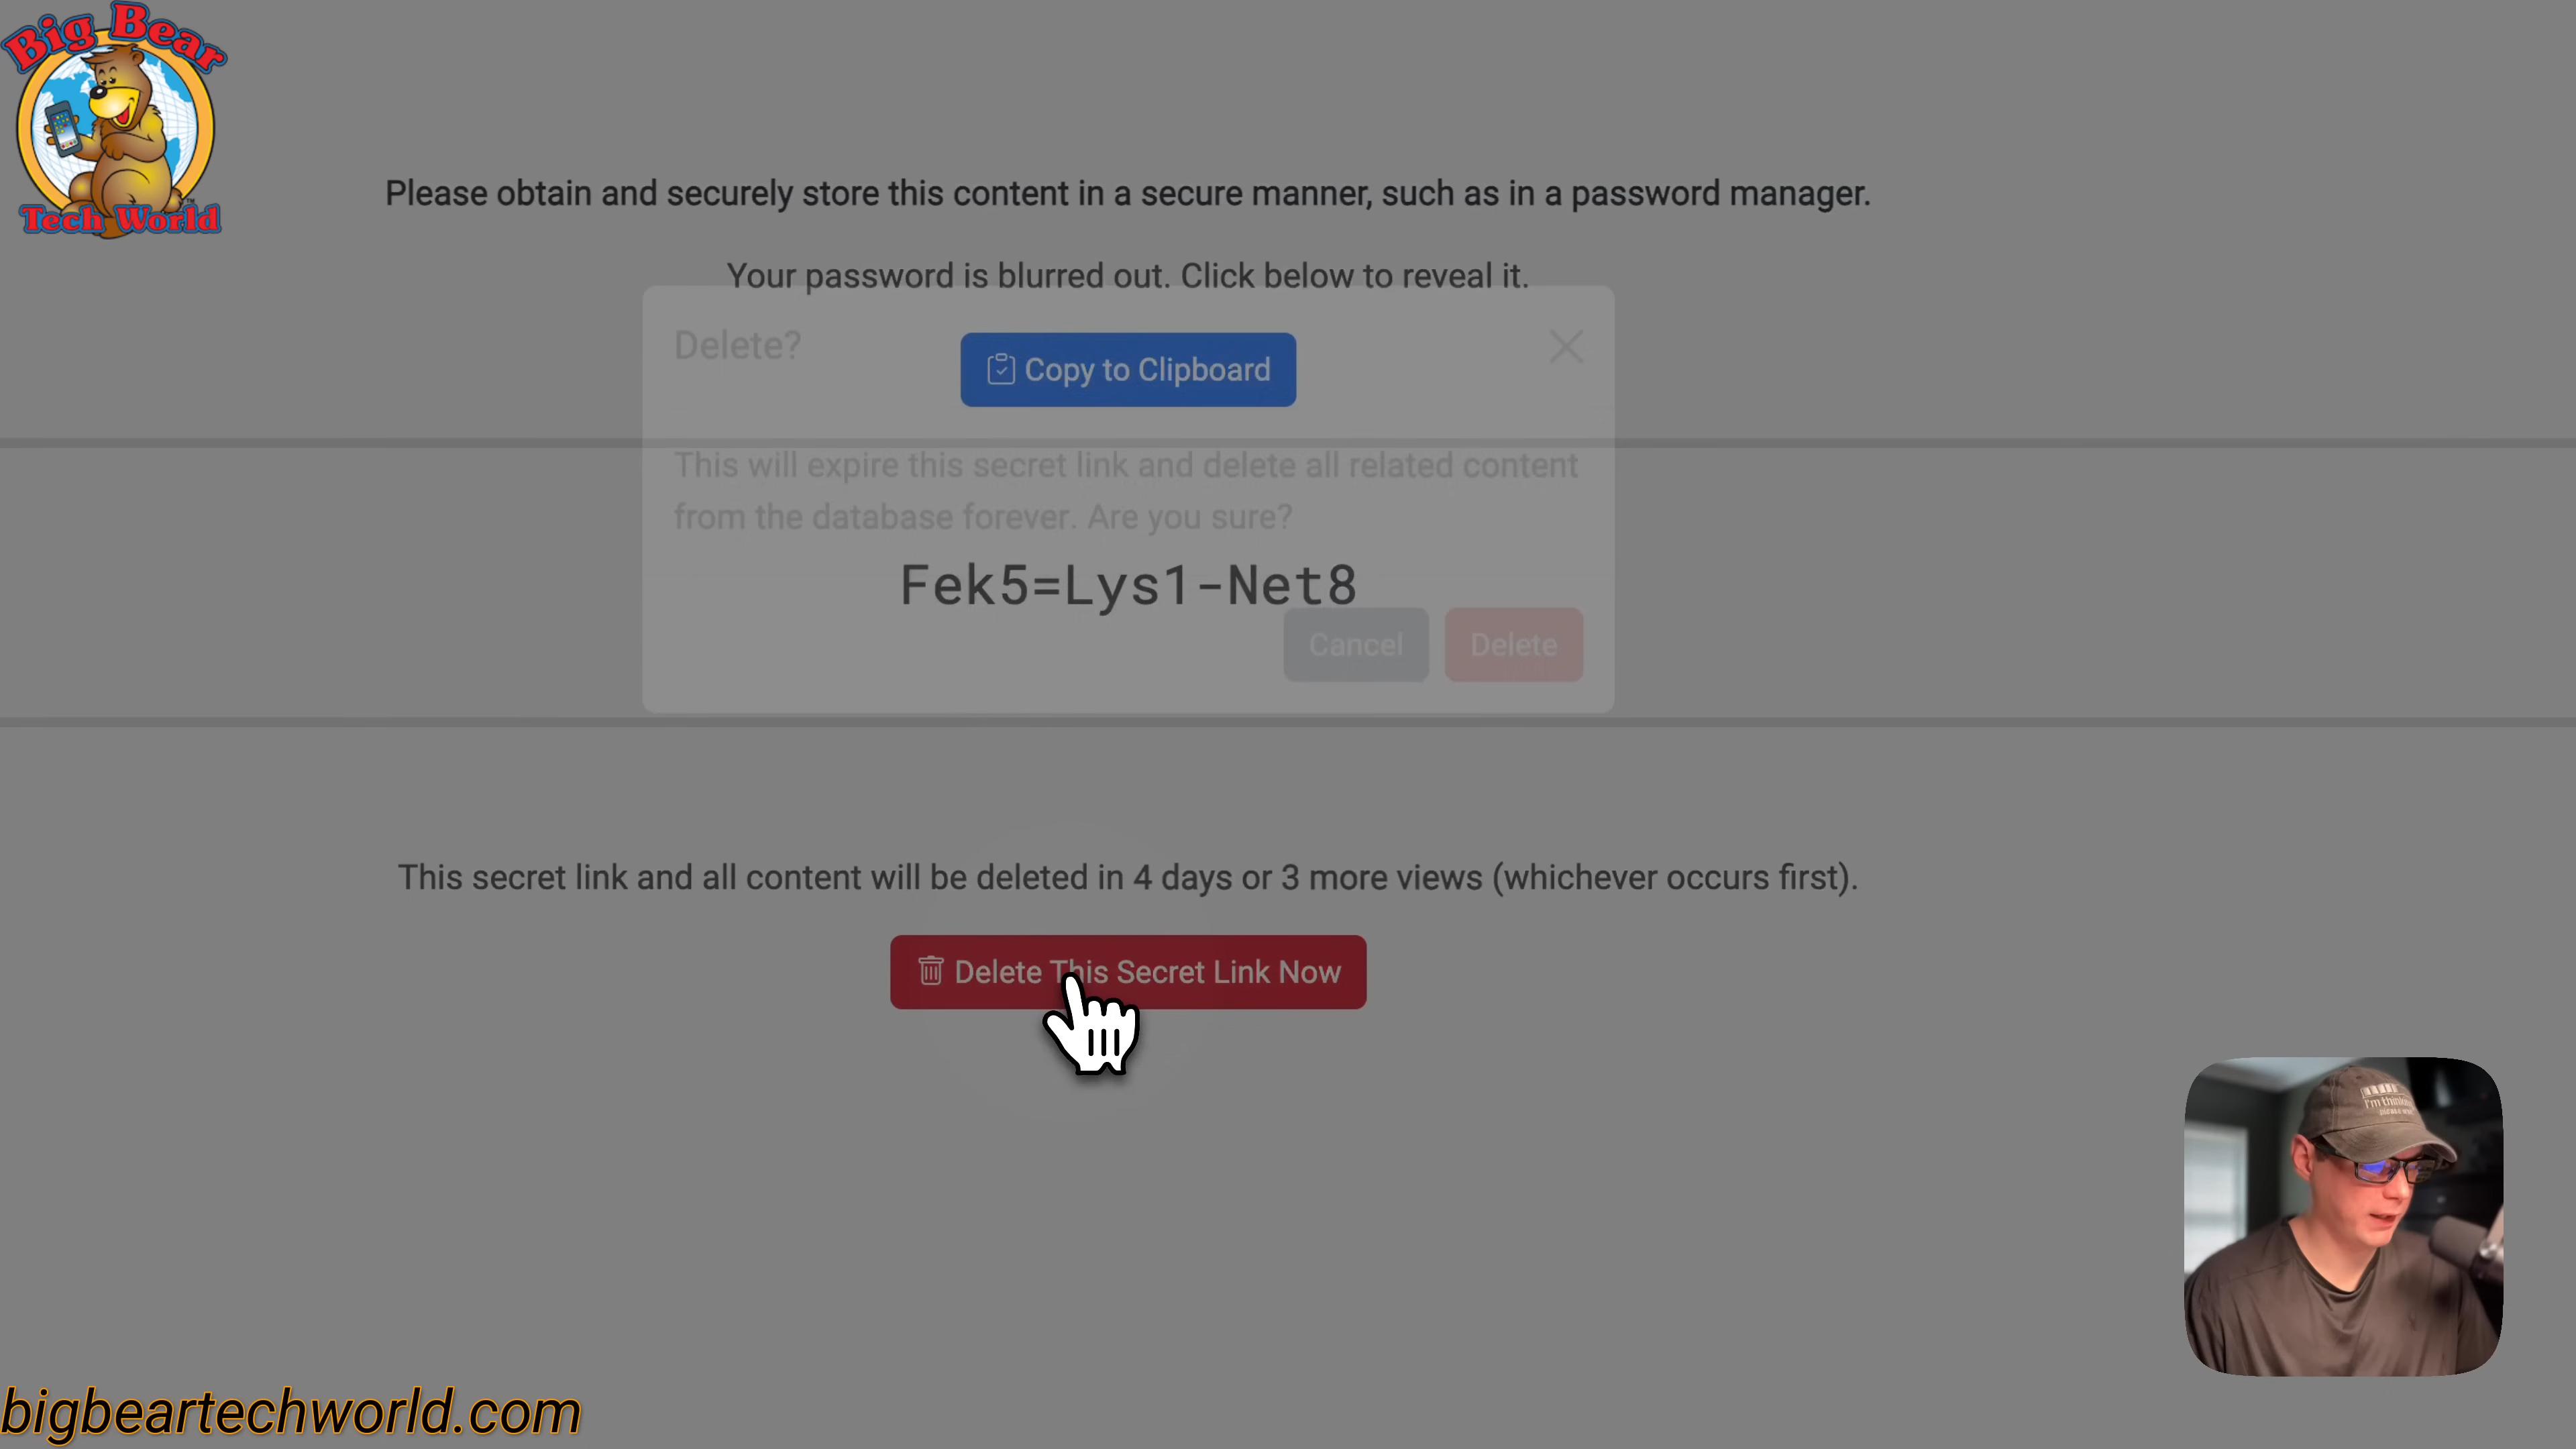 Big Bear
Tech World
Please obtain and securely store this content in a secure manner, such as in a password manager.
Your password is blurred out. Click below to reveal it.
Delete?
Copy to Clipboard
This will expire this secret link and delete all related content
from the database forever. Are you sure?
Fek5=Lys1-Net8
Cancel
Delete
This secret link and all content will be deleted in 4 days or 3 more views (whichever occurs first).
Delete This Secret Link Now
I'm thinking
please wait
bigbeartechworld.com